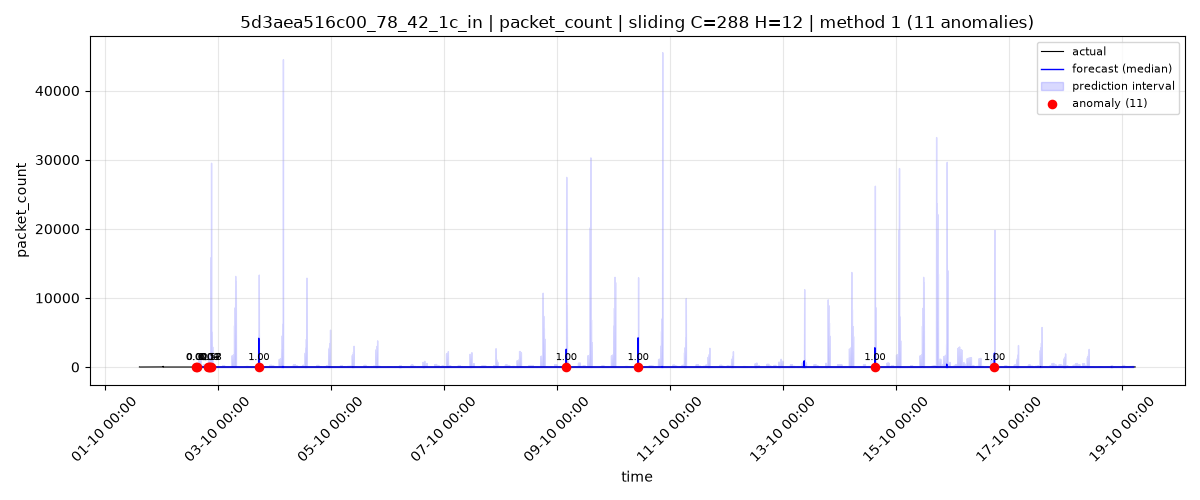 5d3aea516c00_78_42_1c_in | packet_count | sliding C=288 H=12 | method 1 (11 anomalies)
actual
forecast (median)
prediction interval
anomaly (11)
packet_count
40000
30000
20000
10000
0
1.00
1.00
1.00
1.00
1.00
01-10 00:00
03-10 00:00
05-10 00:00
07-10 00:00
09-10 00:00
11-10 00:00
13-10 00:00
15-10 00:00
17-10 00:00
19-10 00:00
time